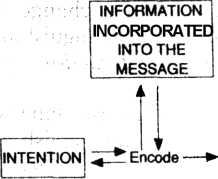 INFORMATION
INCORPORATED
INTO THE
MESSAGE
INTENTION
Encode